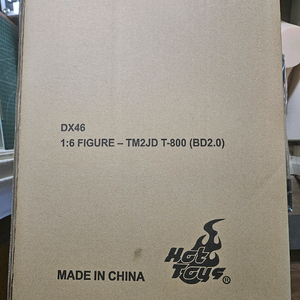 DX46
1:6 FIGURE – TM2JD T-800 (BD2.0)
Hot
Toys®
MADE IN CHINA